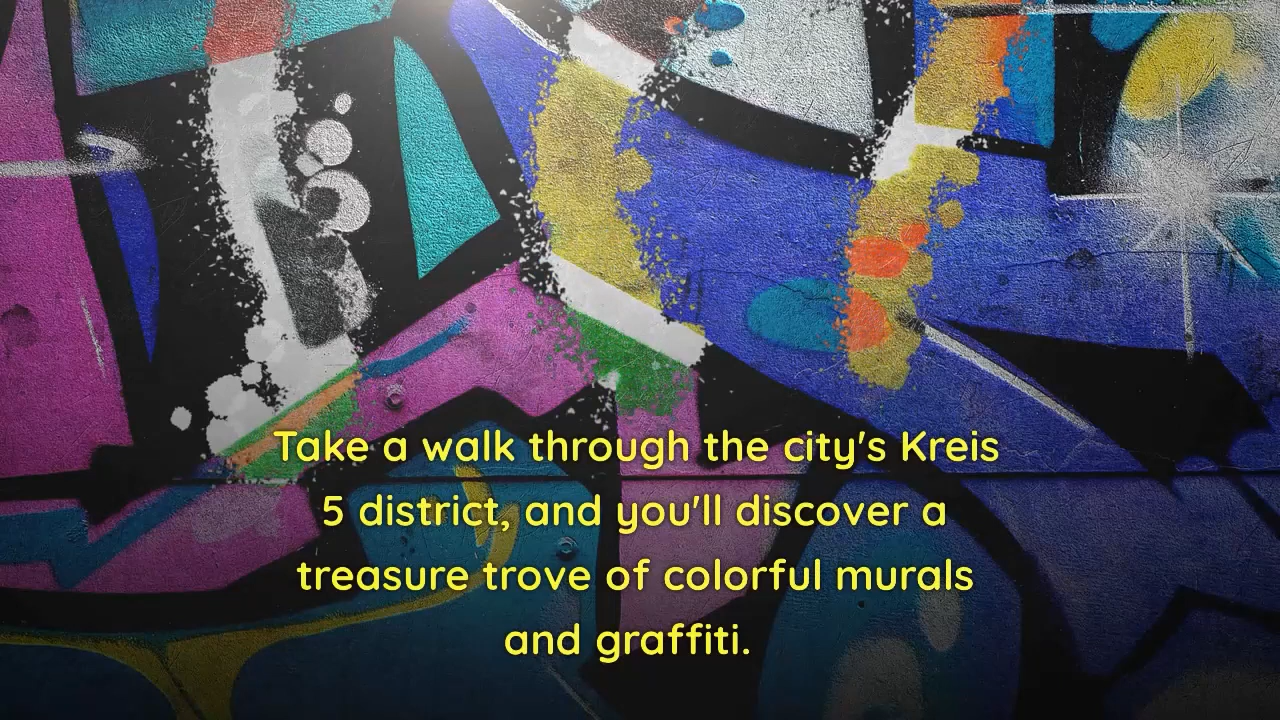 Take a walk through the city's Kreis
5 district, and you'll discover a
treasure trove of colorful murals
and graffiti.